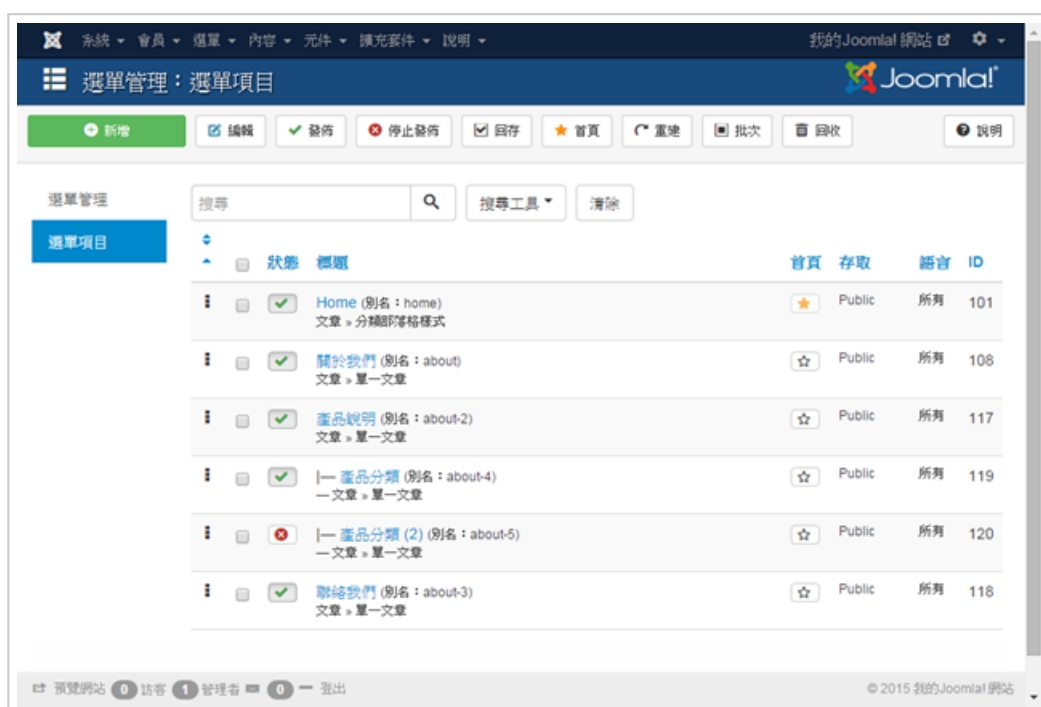 系統 會員 選單 內容 元件 擴充套件 說明 我的Joomla! 網站
選單管理：選單項目 Joomla!®
新增 編輯 發佈 停止發佈 回存 首頁 重建 批次 回收 說明
選單管理 搜尋 搜尋工具 清除
選單項目
狀態 標題 首頁 存取 語言 ID
Home (別名：home) Public 所有 101
文章 » 分類部落格樣式
關於我們 (別名：about) Public 所有 108
文章 » 單一文章
產品說明 (別名：about-2) Public 所有 117
文章 » 單一文章
|— 產品分類 (別名：about-4) Public 所有 119
— 文章 » 單一文章
|— 產品分類 (2) (別名：about-5) Public 所有 120
— 文章 » 單一文章
聯絡我們 (別名：about-3) Public 所有 118
文章 » 單一文章
預覽網站 0 訪客 1 管理者 0 登出 © 2015 我的Joomla! 網站